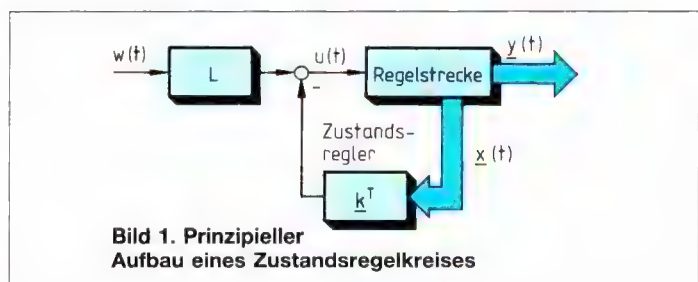 w(t)
L
u(t)
-
Regelstrecke
y(t)
Zustands-
regler
x(t)
k^T
Bild 1. Prinzipieller
Aufbau eines Zustandsregelkreises